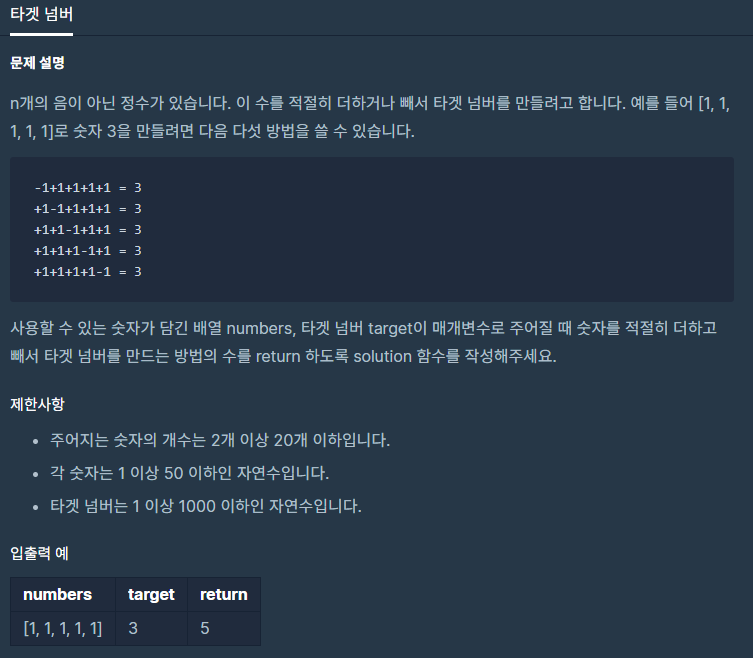 타겟 넘버
문제 설명
n개의 음이 아닌 정수가 있습니다. 이 수를 적절히 더하거나 빼서 타겟 넘버를 만들려고 합니다. 예를 들어 [1, 1,
1, 1, 1]로 숫자 3을 만들려면 다음 다섯 방법을 쓸 수 있습니다.
-1+1+1+1+1 = 3
+1-1+1+1+1 = 3
+1+1-1+1+1 = 3
+1+1+1-1+1 = 3
+1+1+1+1-1 = 3
사용할 수 있는 숫자가 담긴 배열 numbers, 타겟 넘버 target이 매개변수로 주어질 때 숫자를 적절히 더하고
빼서 타겟 넘버를 만드는 방법의 수를 return 하도록 solution 함수를 작성해주세요.
제한사항
• 주어지는 숫자의 개수는 2개 이상 20개 이하입니다.
• 각 숫자는 1 이상 50 이하인 자연수입니다.
• 타겟 넘버는 1 이상 1000 이하인 자연수입니다.
입출력 예
numbers target return
[1, 1, 1, 1, 1] 3 5